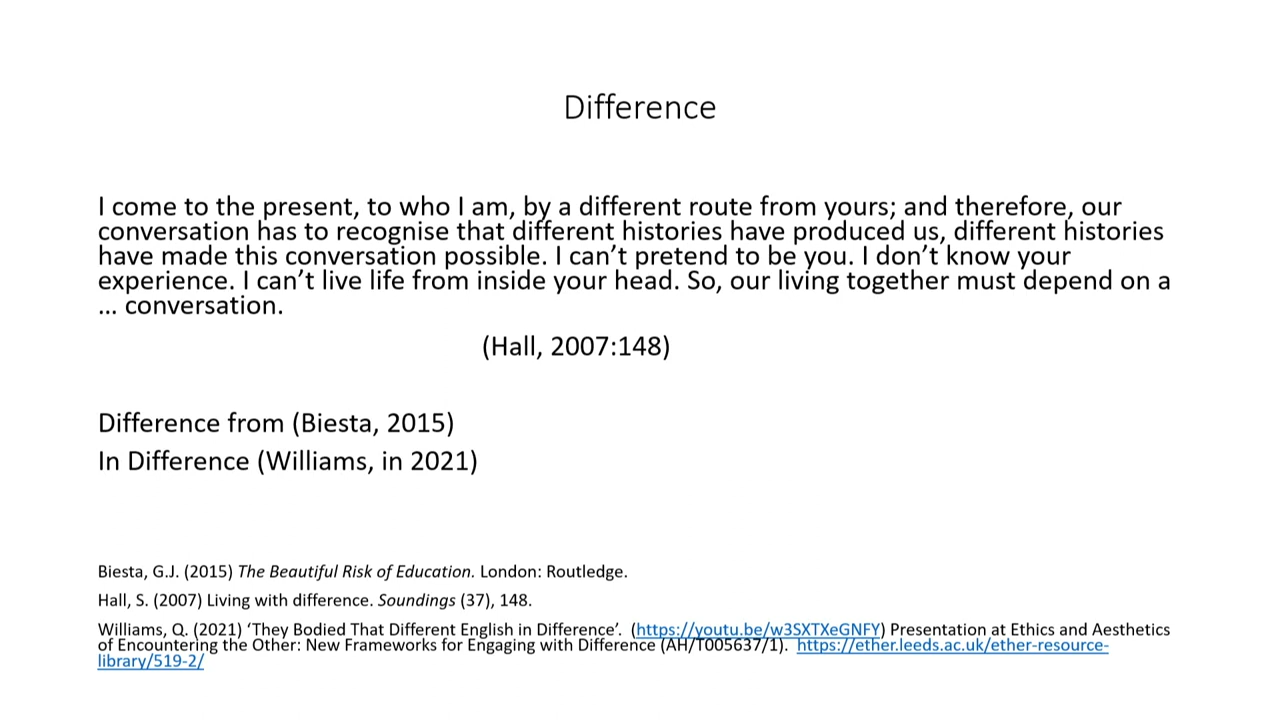 Difference
I come to the present, to who I am, by a different route from yours; and therefore, our
conversation has to recognise that different histories have produced us, different histories
have made this conversation possible. I can’t pretend to be you. I don’t know your
experience. I can’t live life from inside your head. So, our living together must depend on a
… conversation.
(Hall, 2007:148)
Difference from (Biesta, 2015)
In Difference (Williams, in 2021)
Biesta, G.J. (2015) The Beautiful Risk of Education. London: Routledge.
Hall, S. (2007) Living with difference. Soundings (37), 148.
Williams, Q. (2021) ‘They Bodied That Different English in Difference’. (https://youtu.be/w3SXTXeGNFY) Presentation at Ethics and Aesthetics
of Encountering the Other: New Frameworks for Engaging with Difference (AH/T005637/1). https://ether.leeds.ac.uk/ether-resource-
library/519-2/